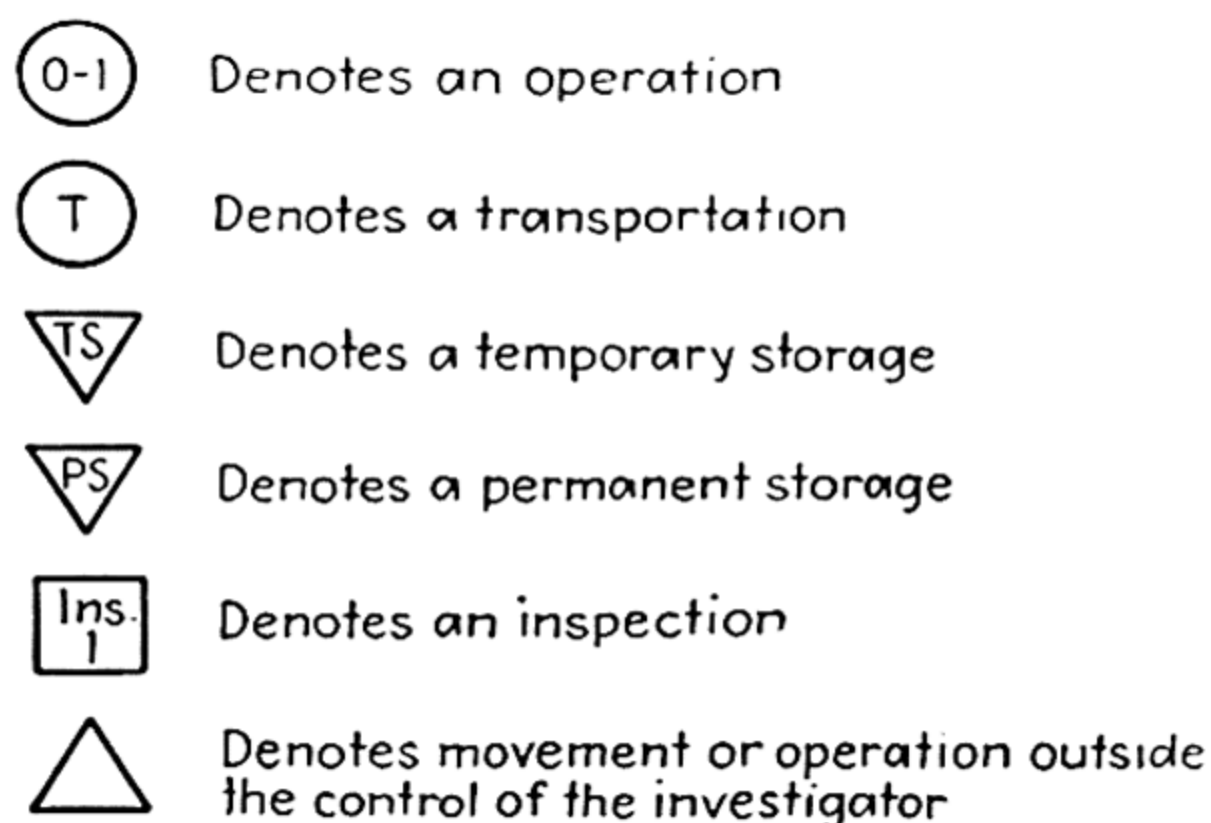 0-1 Denotes an operation
T Denotes a transportation
TS Denotes a temporary storage
PS Denotes a permanent storage
Ins. 1 Denotes an inspection
Denotes movement or operation outside
the control of the investigator